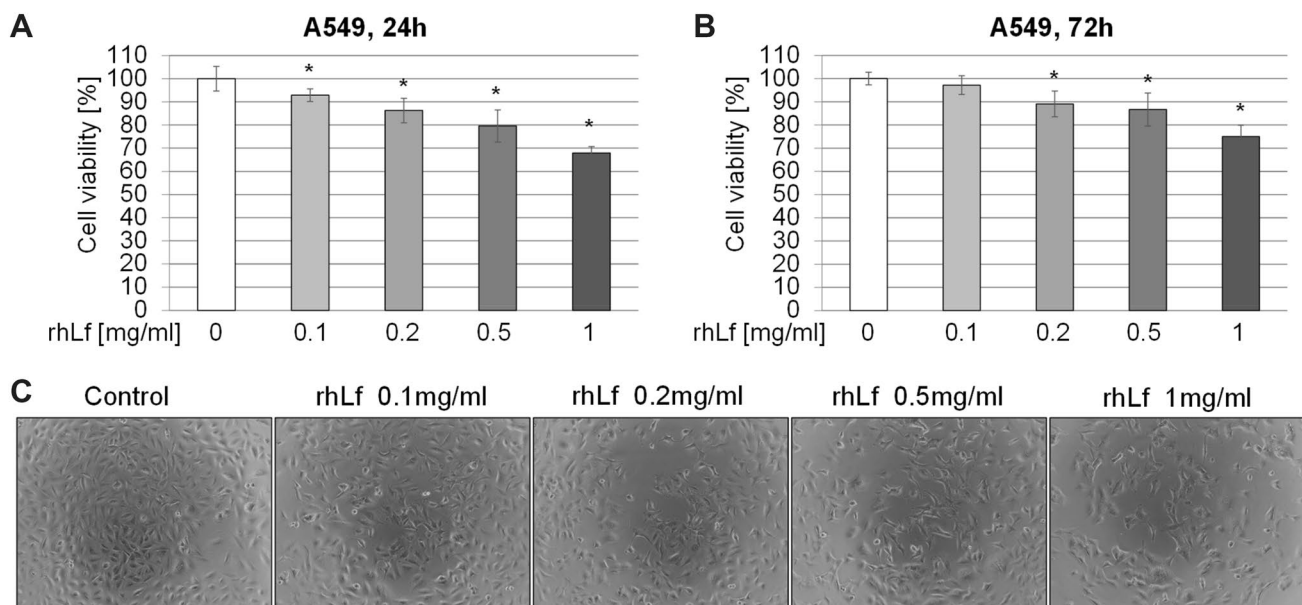 A
A549, 24h
Cell viability [%]
110
100
90
80
70
60
50
40
30
20
10
0
* * * *
rhLf [mg/ml] 0 0.1 0.2 0.5 1
B
A549, 72h
Cell viability [%]
110
100
90
80
70
60
50
40
30
20
10
0
* * *
rhLf [mg/ml] 0 0.1 0.2 0.5 1
C
Control rhLf 0.1mg/ml rhLf 0.2mg/ml rhLf 0.5mg/ml rhLf 1mg/ml